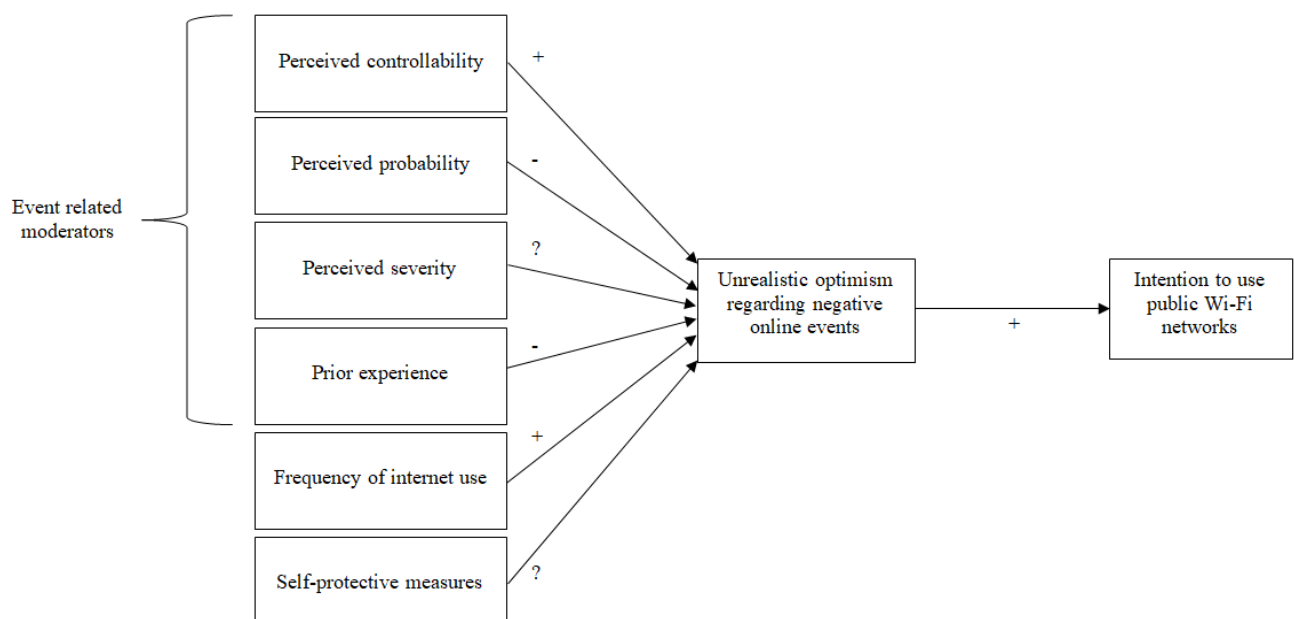 Perceived controllability
+
Perceived probability
-
Event related
moderators
Perceived severity
?
Unrealistic optimism
regarding negative
online events
+
Intention to use
public Wi-Fi
networks
Prior experience
-
Frequency of internet use
+
Self-protective measures
?